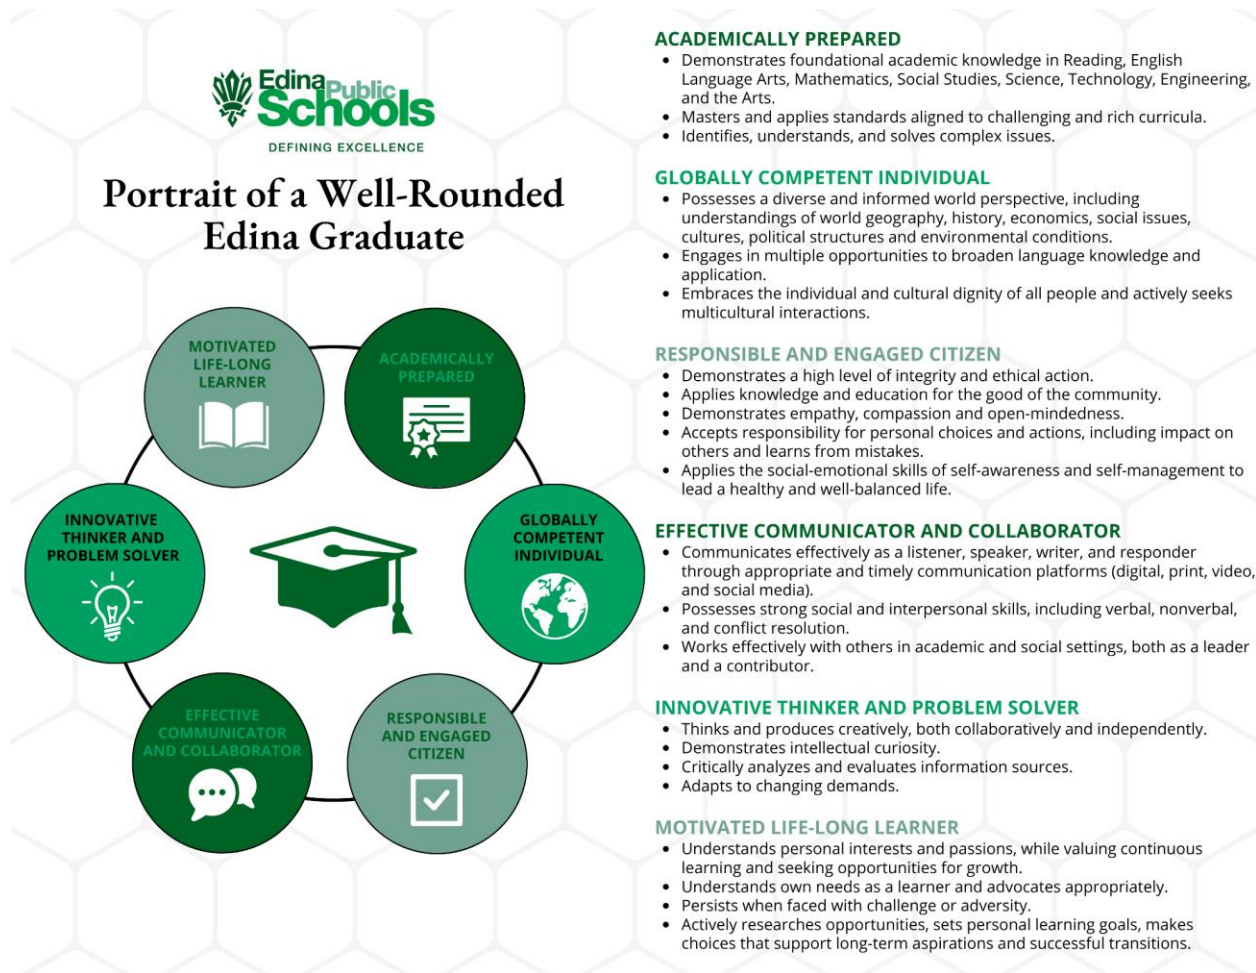 Edina Public
Schools
DEFINING EXCELLENCE
Portrait of a Well-Rounded
Edina Graduate
MOTIVATED
LIFE-LONG
LEARNER
ACADEMICALLY
PREPARED
INNOVATIVE
THINKER AND
PROBLEM SOLVER
GLOBALLY
COMPETENT
INDIVIDUAL
EFFECTIVE
COMMUNICATOR
AND COLLABORATOR
RESPONSIBLE
AND ENGAGED
CITIZEN
ACADEMICALLY PREPARED
• Demonstrates foundational academic knowledge in Reading, English
Language Arts, Mathematics, Social Studies, Science, Technology, Engineering,
and the Arts.
• Masters and applies standards aligned to challenging and rich curricula.
• Identifies, understands, and solves complex issues.
GLOBALLY COMPETENT INDIVIDUAL
• Possesses a diverse and informed world perspective, including
understandings of world geography, history, economics, social issues,
cultures, political structures and environmental conditions.
• Engages in multiple opportunities to broaden language knowledge and
application.
• Embraces the individual and cultural dignity of all people and actively seeks
multicultural interactions.
RESPONSIBLE AND ENGAGED CITIZEN
• Demonstrates a high level of integrity and ethical action.
• Applies knowledge and education for the good of the community.
• Demonstrates empathy, compassion and open-mindedness.
• Accepts responsibility for personal choices and actions, including impact on
others and learns from mistakes.
• Applies the social-emotional skills of self-awareness and self-management to
lead a healthy and well-balanced life.
EFFECTIVE COMMUNICATOR AND COLLABORATOR
• Communicates effectively as a listener, speaker, writer, and responder
through appropriate and timely communication platforms (digital, print, video,
and social media).
• Possesses strong social and interpersonal skills, including verbal, nonverbal,
and conflict resolution.
• Works effectively with others in academic and social settings, both as a leader
and a contributor.
INNOVATIVE THINKER AND PROBLEM SOLVER
• Thinks and produces creatively, both collaboratively and independently.
• Demonstrates intellectual curiosity.
• Critically analyzes and evaluates information sources.
• Adapts to changing demands.
MOTIVATED LIFE-LONG LEARNER
• Understands personal interests and passions, while valuing continuous
learning and seeking opportunities for growth.
• Understands own needs as a learner and advocates appropriately.
• Persists when faced with challenge or adversity.
• Actively researches opportunities, sets personal learning goals, makes
choices that support long-term aspirations and successful transitions.